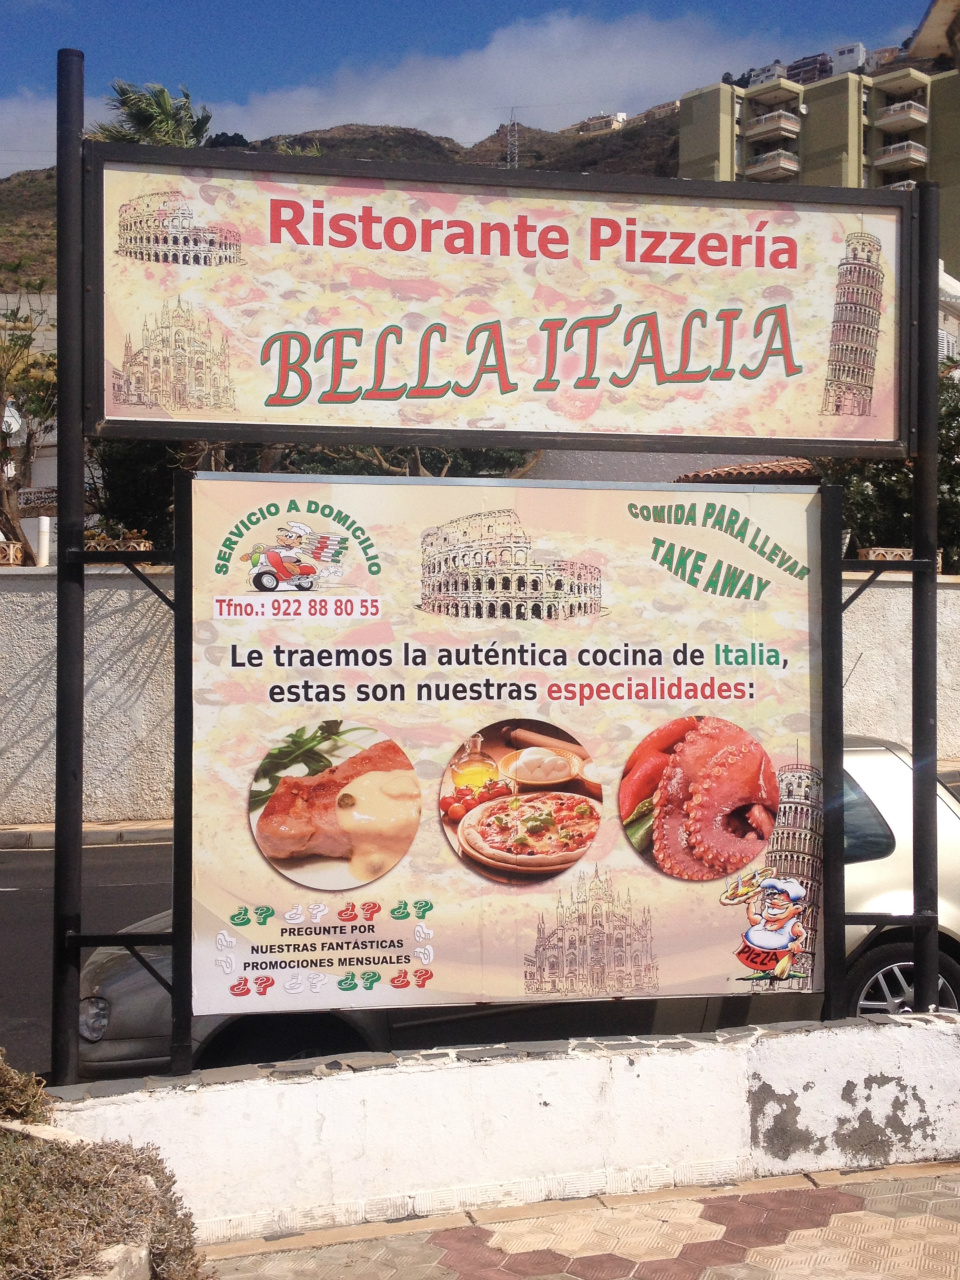 Ristorante Pizzería
BELLA ITALIA
SERVICIO A DOMICILIO
Tfno.: 922 88 80 55
COMIDA PARA LLEVAR
TAKE AWAY
Le traemos la auténtica cocina de Italia,
estas son nuestras especialidades:
¿? ¿? ¿? ¿?
¿? PREGUNTE POR ¿?
NUESTRAS FANTÁSTICAS
PROMOCIONES MENSUALES
¿? ¿? ¿? ¿?
PIZZA